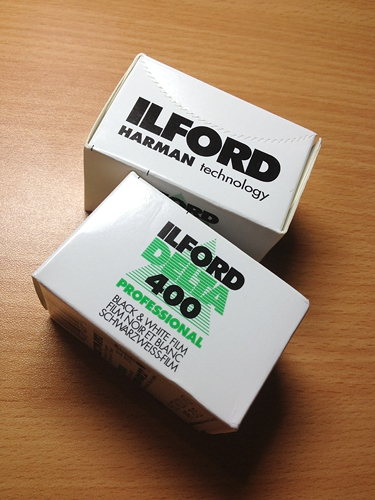 ILFORD
HARMAN technology
ILFORD
DELTA
400
PROFESSIONAL
BLACK & WHITE FILM
FILM NOIR ET BLANC
SCHWARZWEISS-FILM